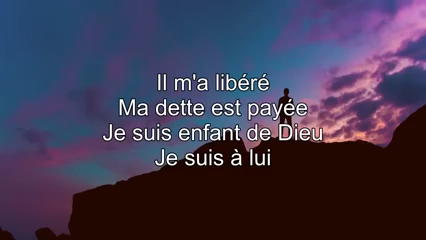 Il m'a libéré
Ma dette est payée
Je suis enfant de Dieu
Je suis à lui